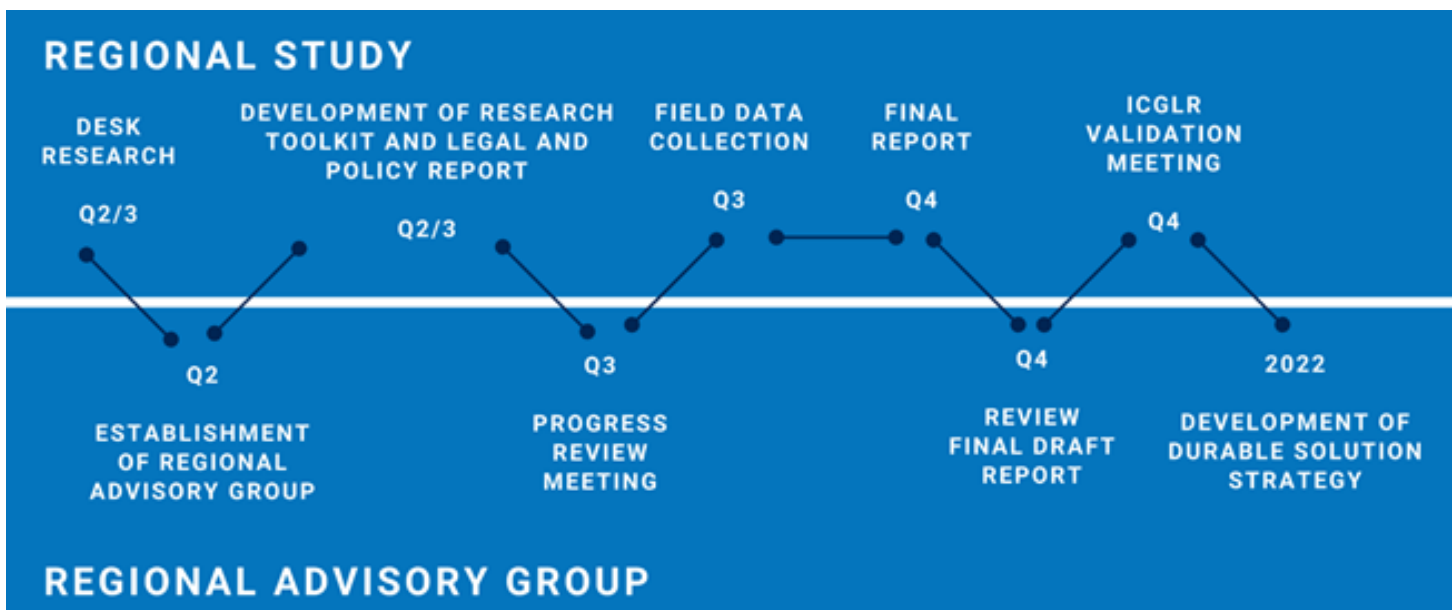 REGIONAL STUDY
DESK
RESEARCH
Q2/3
DEVELOPMENT OF RESEARCH
TOOLKIT AND LEGAL AND
POLICY REPORT
Q2/3
FIELD DATA
COLLECTION
Q3
FINAL
REPORT
Q4
ICGLR
VALIDATION
MEETING
Q4
Q2
ESTABLISHMENT
OF REGIONAL
ADVISORY GROUP
Q3
PROGRESS
REVIEW
MEETING
Q4
REVIEW
FINAL DRAFT
REPORT
2022
DEVELOPMENT OF
DURABLE SOLUTION
STRATEGY
REGIONAL ADVISORY GROUP